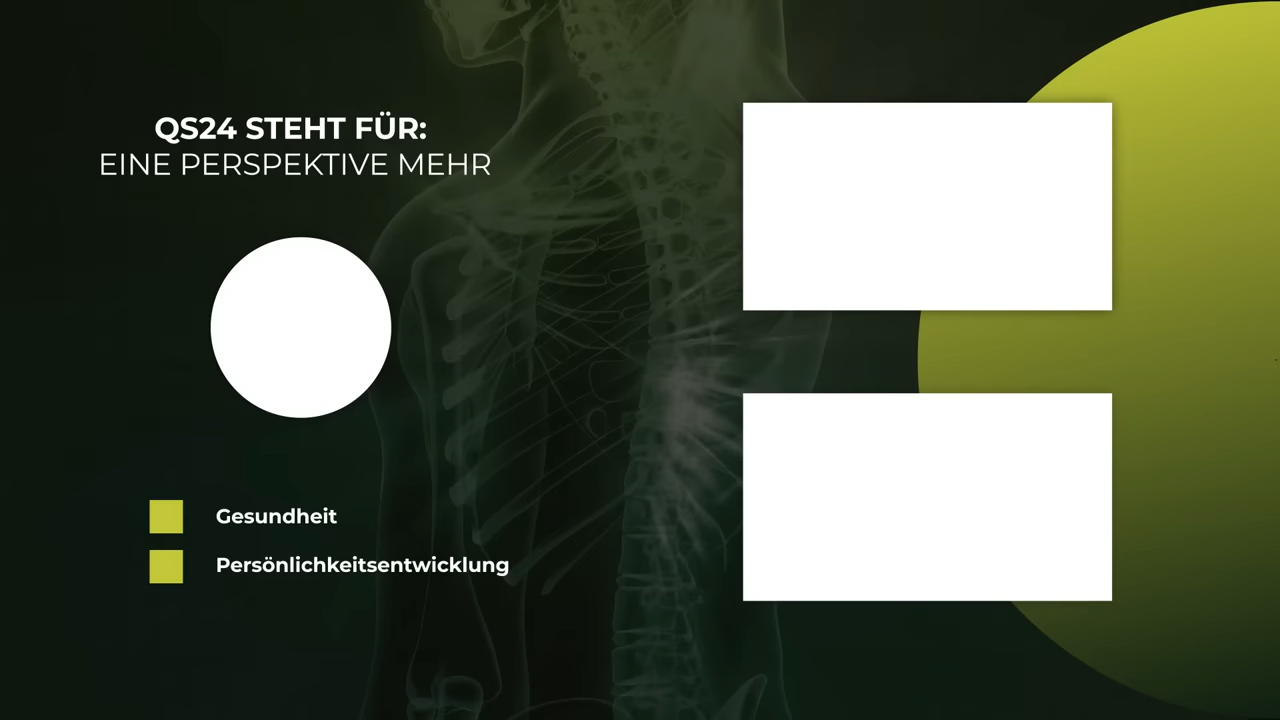 QS24 STEHT FÜR:
EINE PERSPEKTIVE MEHR
Gesundheit
Persönlichkeitsentwicklung